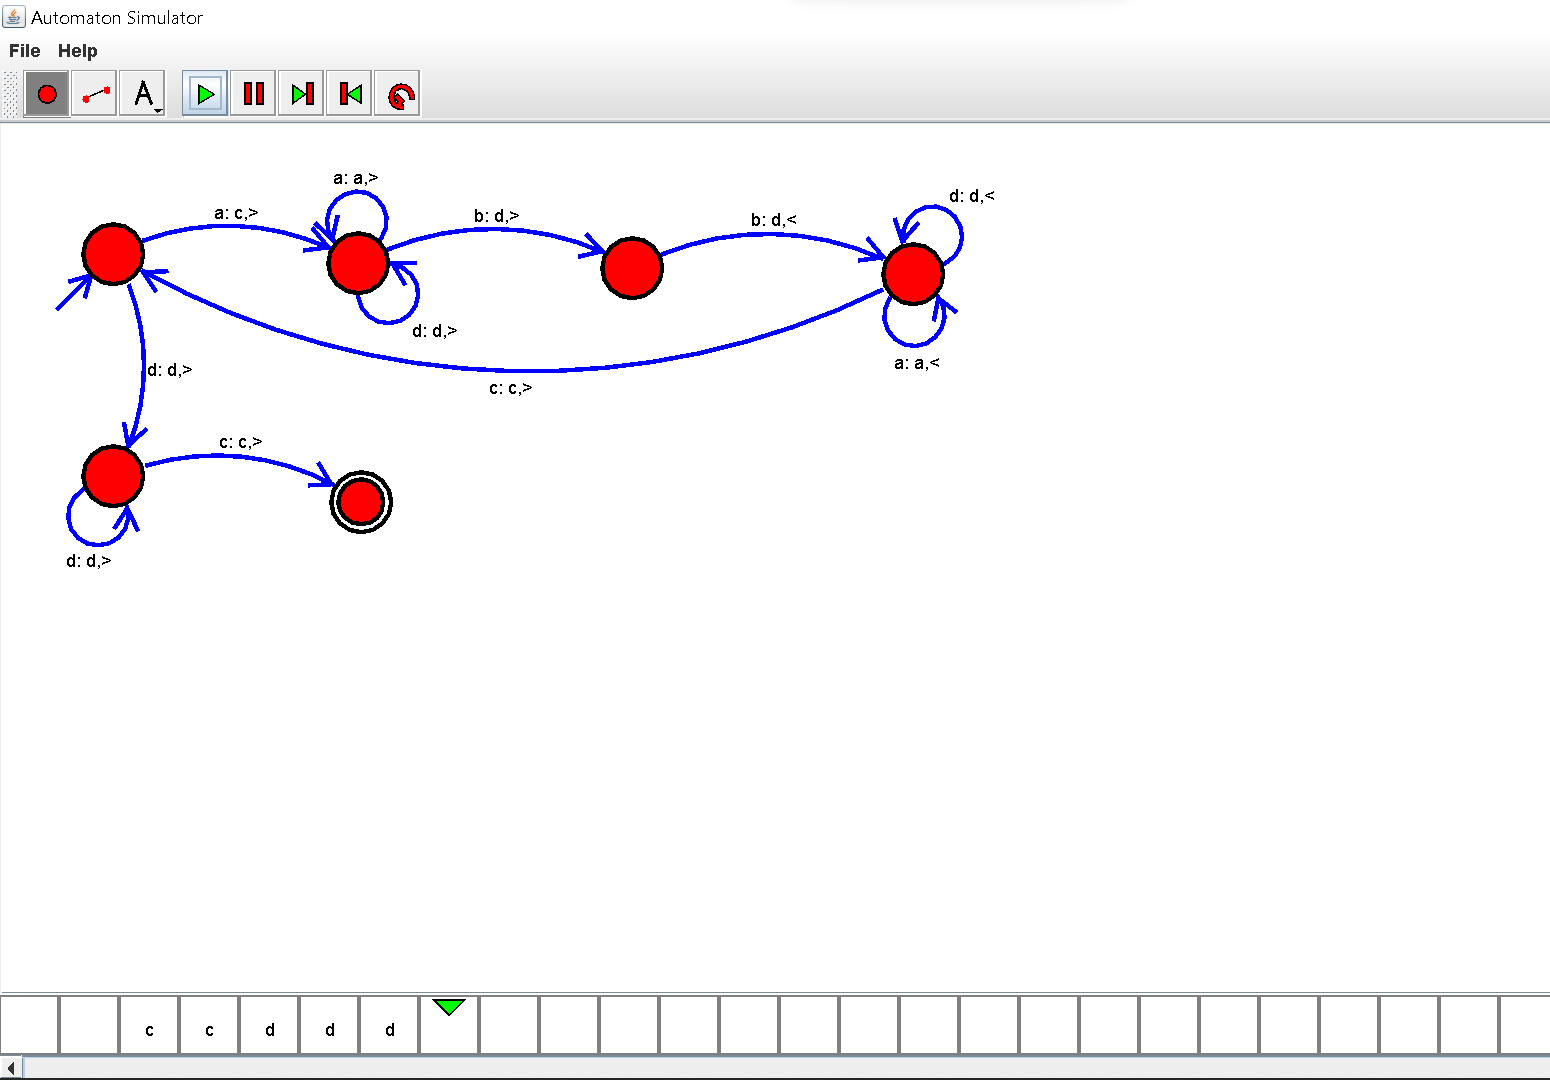 Automaton Simulator
File Help
A
a: a,>
d: d,<
a: c,>
b: d,>
b: d,<
d: d,>
a: a,<
d: d,>
c: c,>
c: c,>
d: d,>
c c d d d